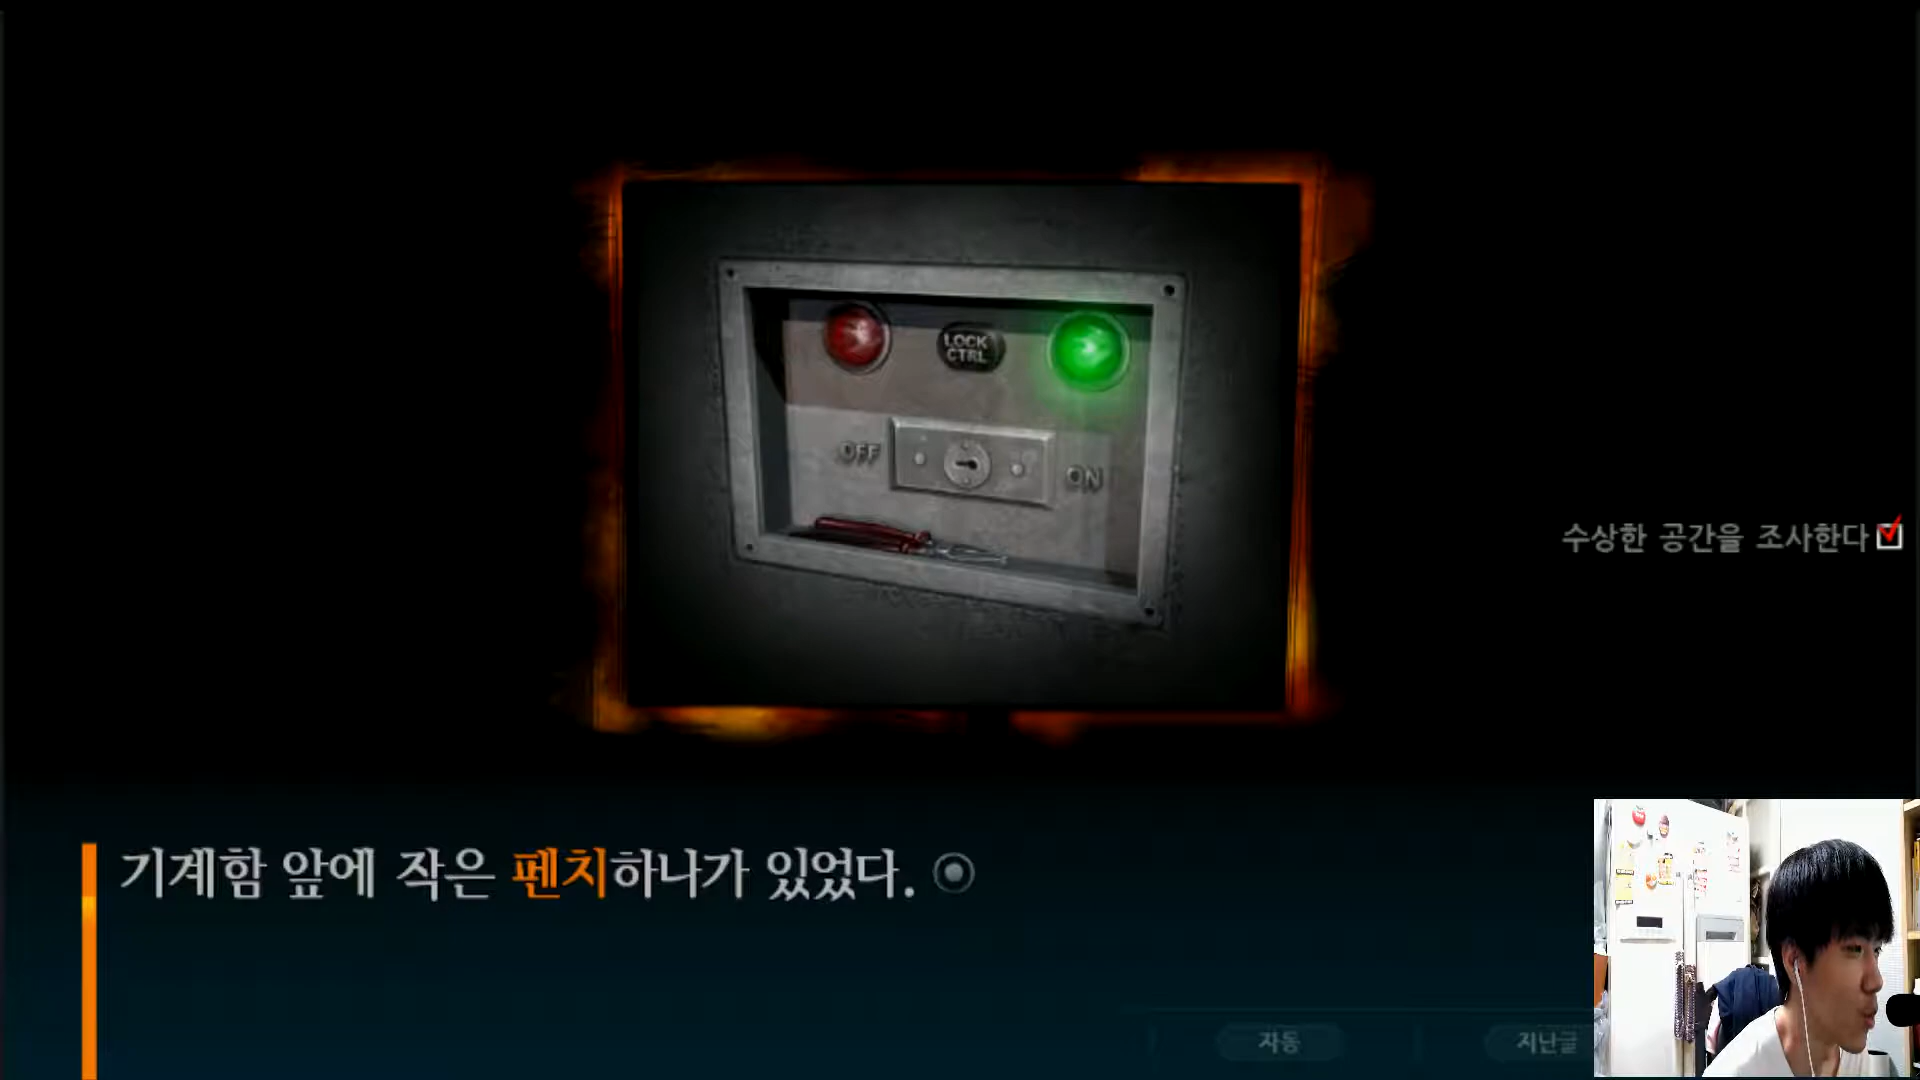 LOCK
CTRL
OFF
ON
수상한 공간을 조사한다
기계함 앞에 작은 펜치하나가 있었다.
자동
지난글